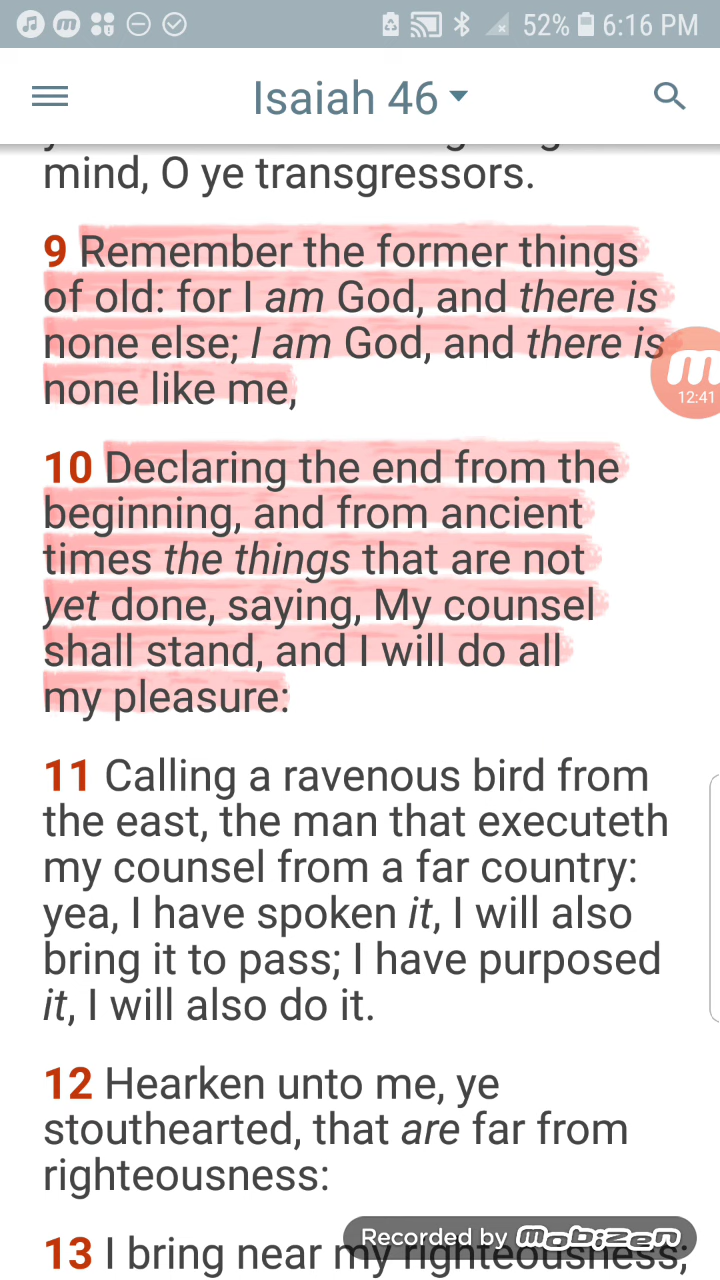 52% 6:16 PM
Isaiah 46
mind, O ye transgressors.
9 Remember the former things
of old: for I am God, and there is
none else; I am God, and there is
none like me,
m
12:41
10 Declaring the end from the
beginning, and from ancient
times the things that are not
yet done, saying, My counsel
shall stand, and I will do all
my pleasure:
11 Calling a ravenous bird from
the east, the man that executeth
my counsel from a far country:
yea, I have spoken it, I will also
bring it to pass; I have purposed
it, I will also do it.
12 Hearken unto me, ye
stouthearted, that are far from
righteousness:
Recorded by Mobizen
13 I bring near my righteousness;